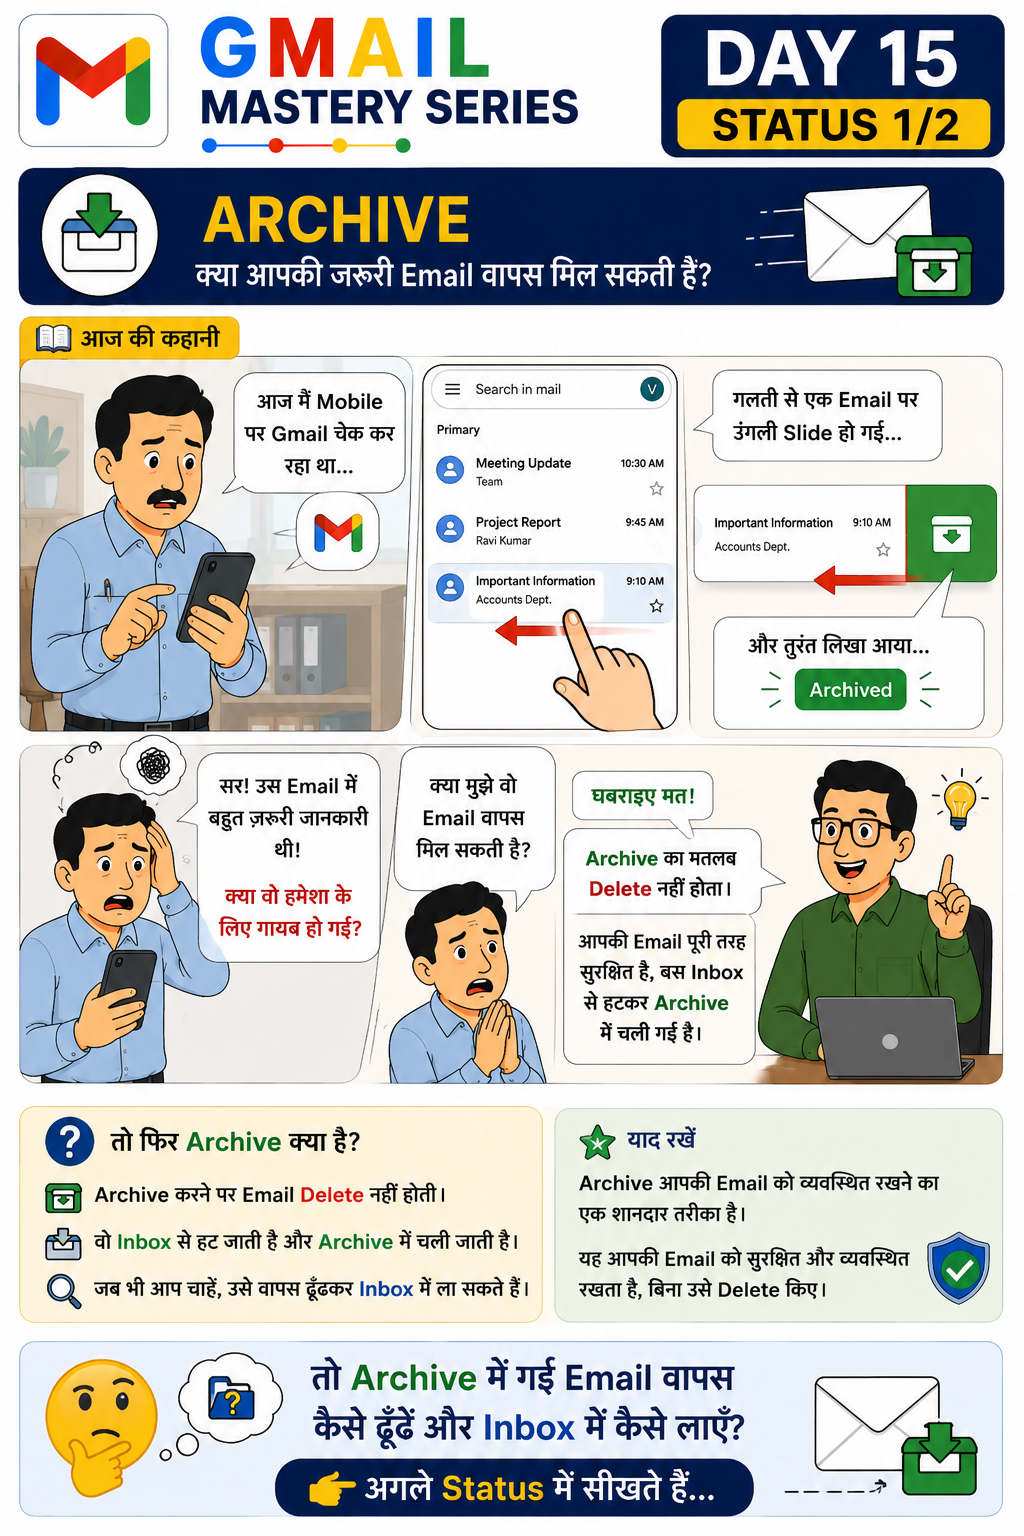 GMAIL
MASTERY SERIES
DAY 15
STATUS 1/2
ARCHIVE
क्या आपकी जरूरी Email वापस मिल सकती हैं?
आज की कहानी
आज मैं Mobile
पर Gmail चेक कर
रहा था...
Search in mail
V
Primary
Meeting Update 10:30 AM
Team
Project Report 9:45 AM
Ravi Kumar
Important Information 9:10 AM
Accounts Dept.
गलती से एक Email पर
उंगली Slide हो गई...
Important Information 9:10 AM
Accounts Dept.
और तुरंत लिखा आया...
Archived
सर! उस Email में
बहुत ज़रूरी जानकारी
थी!
क्या वो हमेशा के
लिए गायब हो गई?
क्या मुझे वो
Email वापस
मिल सकती है?
घबराइए मत!
Archive का मतलब
Delete नहीं होता।
आपकी Email पूरी तरह
सुरक्षित है, बस Inbox
से हटकर Archive
में चली गई है।
? तो फिर Archive क्या है?
Archive करने पर Email Delete नहीं होती।
वो Inbox से हट जाती है और Archive में चली जाती है।
जब भी आप चाहें, उसे वापस ढूँढकर Inbox में ला सकते हैं।
याद रखें
Archive आपकी Email को व्यवस्थित रखने का
एक शानदार तरीका है।
यह आपकी Email को सुरक्षित और व्यवस्थित
रखता है, बिना उसे Delete किए।
?
तो Archive में गई Email वापस
कैसे ढूँढें और Inbox में कैसे लाएँ?
अगले Status में सीखते हैं...